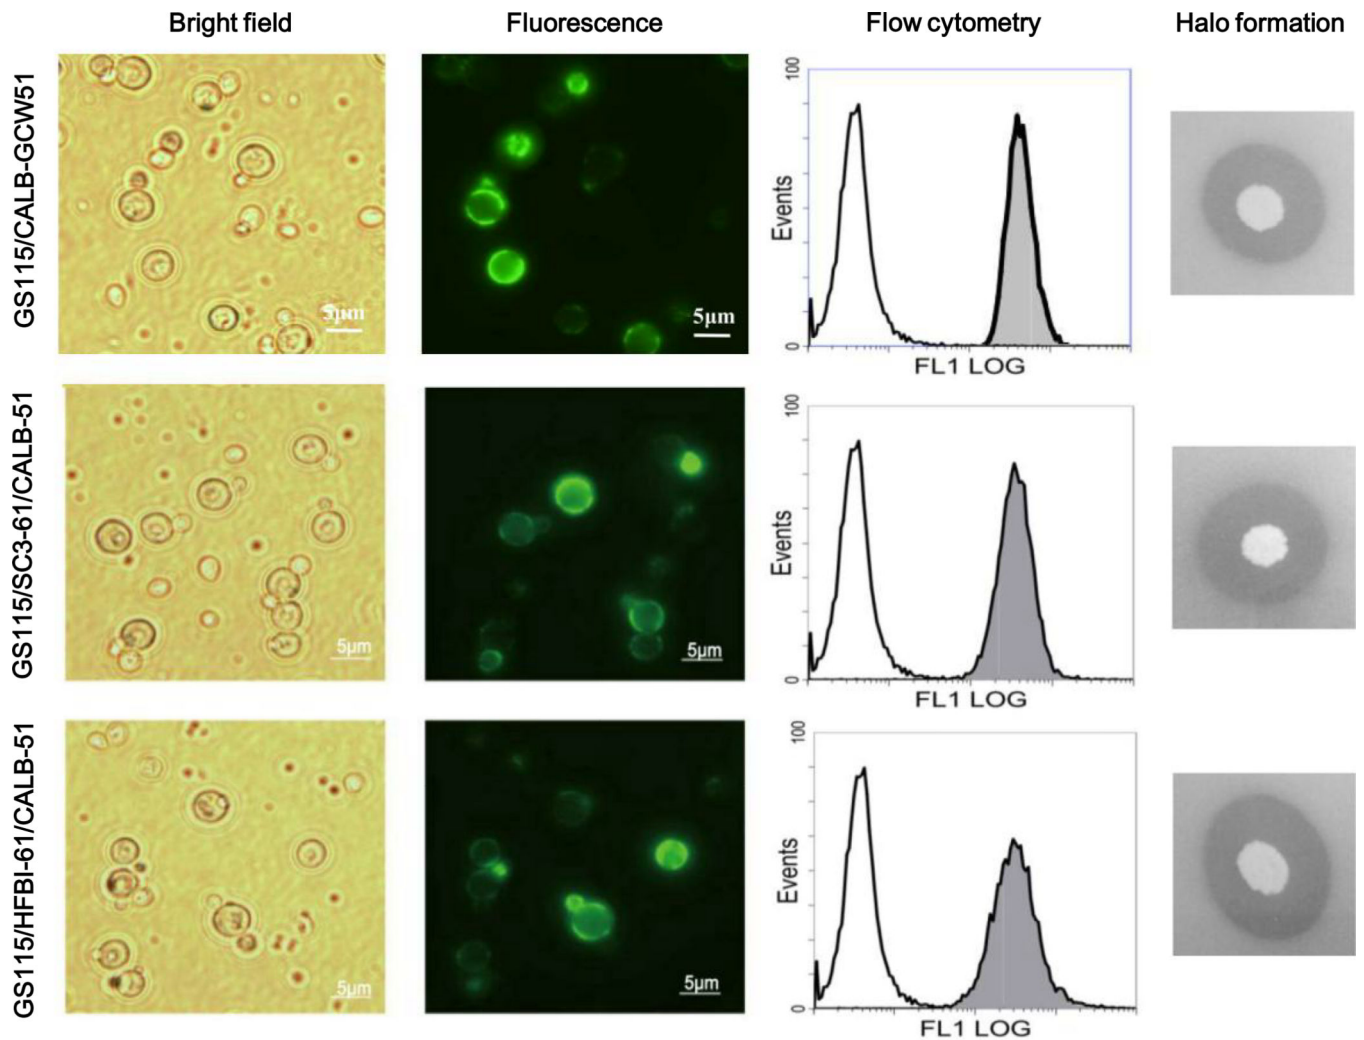 Bright field
Fluorescence
Flow cytometry
Halo formation
GS115/CALB-GCW51
5μm
5μm
100
Events
0
FL1 LOG
GS115/SC3-61/CALB-51
5μm
5μm
100
Events
0
FL1 LOG
GS115/HFBI-61/CALB-51
5μm
5μm
100
Events
0
FL1 LOG